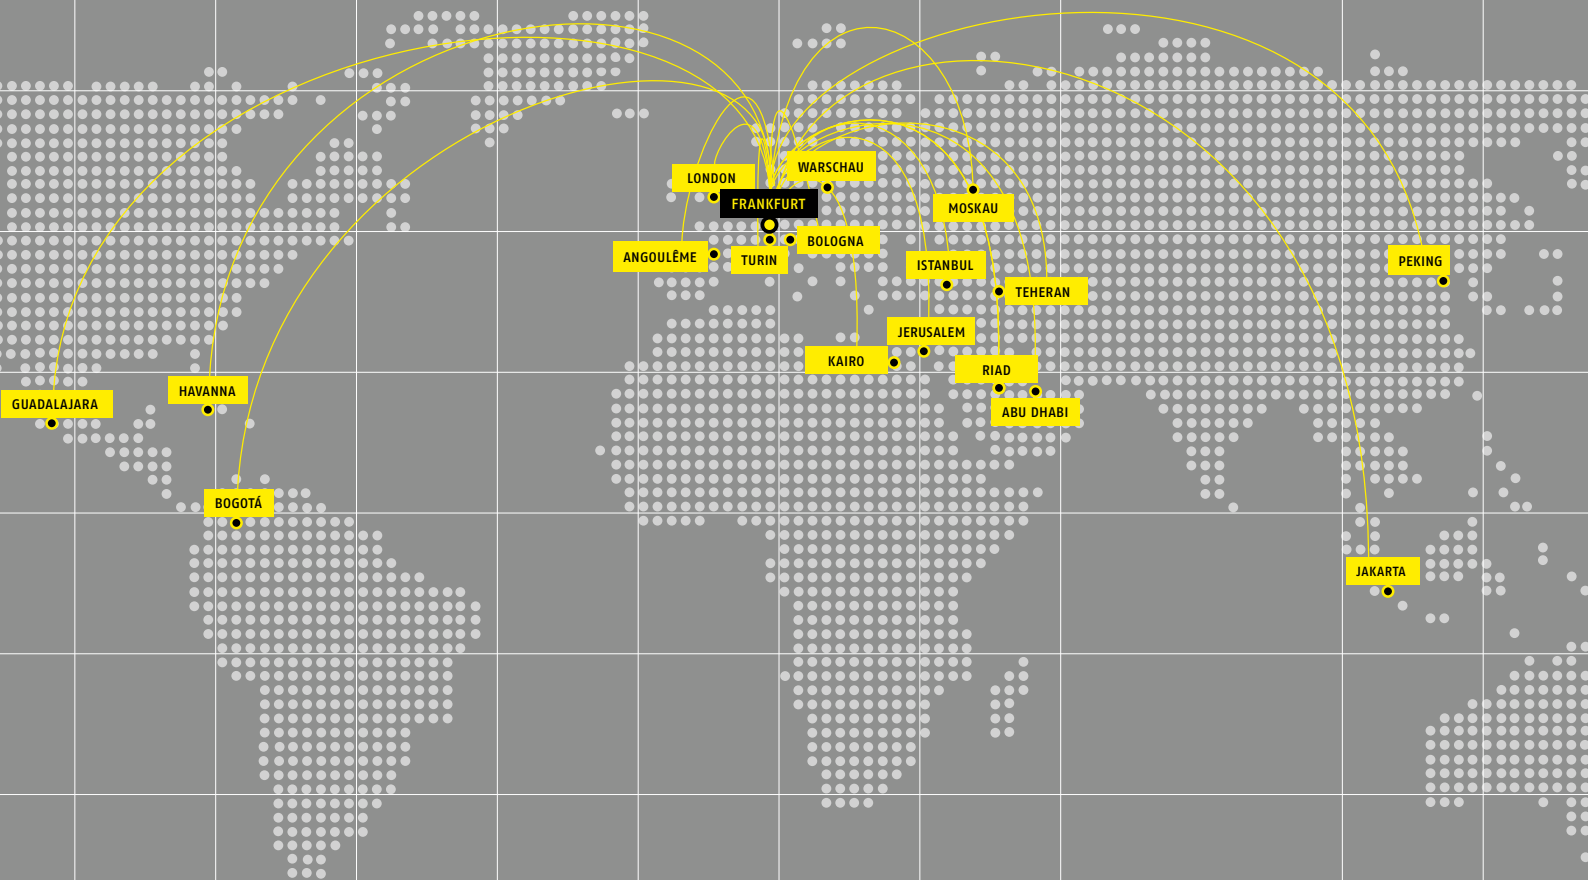 WARSCHAU
LONDON
FRANKFURT
MOSKAU
BOLOGNA
ANGOULÊME
TURIN
ISTANBUL
PEKING
TEHERAN
JERUSALEM
KAIRO
RIAD
HAVANNA
GUADALAJARA
ABU DHABI
BOGOTÁ
JAKARTA